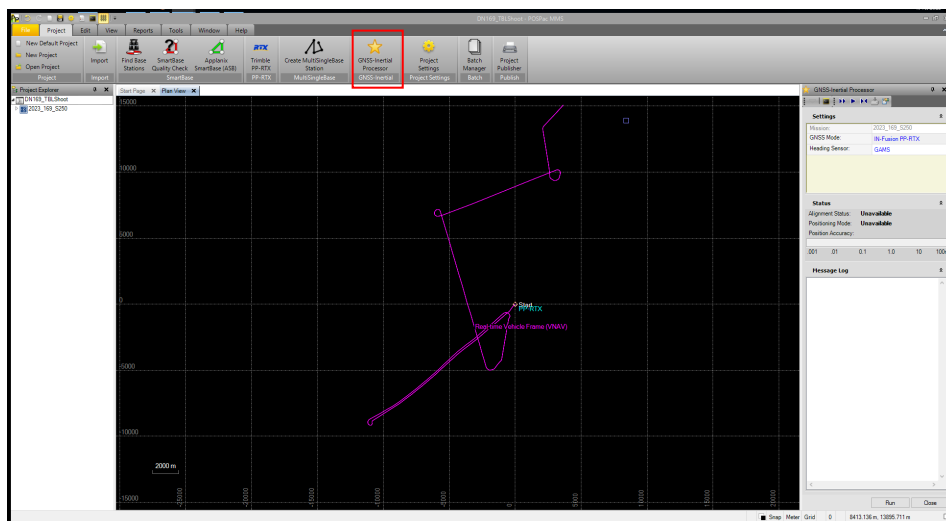 DN169_TBLShoot - POSPac MMS
File Project Edit View Reports Tools Window Help
New Default Project
New Project
Open Project
Project
Import
Import
Find Base Stations
SmartBase Quality Check
Applanix SmartBase (ASB)
SmartBase
RTX
Trimble PP-RTX
PP-RTX
Create MultiSingleBase Station
MultiSingleBase
GNSS-Inertial Processor
GNSS-Inertial
Project Settings
Project Settings
Batch Manager
Batch
Project Publisher
Publish
Project Explorer
DN169_TBLShoot
2023_169_S250
Start Page
Plan View
15000
10000
5000
0
-5000
-10000
-15000
Start
PP-RTX
Real-time Vehicle Frame (VNAV)
2000 m
-25000
-20000
-15000
-10000
-5000
0
5000
10000
15000
20000
GNSS-Inertial Processor
Settings
Mission: 2023_169_S250
GNSS Mode: IN-Fusion PP-RTX
Heading Sensor: GAMS
Status
Alignment Status: Unavailable
Positioning Mode: Unavailable
Position Accuracy:
.001 .01 0.1 1.0 10
Message Log
Run Close
Snap Meter Grid 0 8413.136 m, 13895.711 m